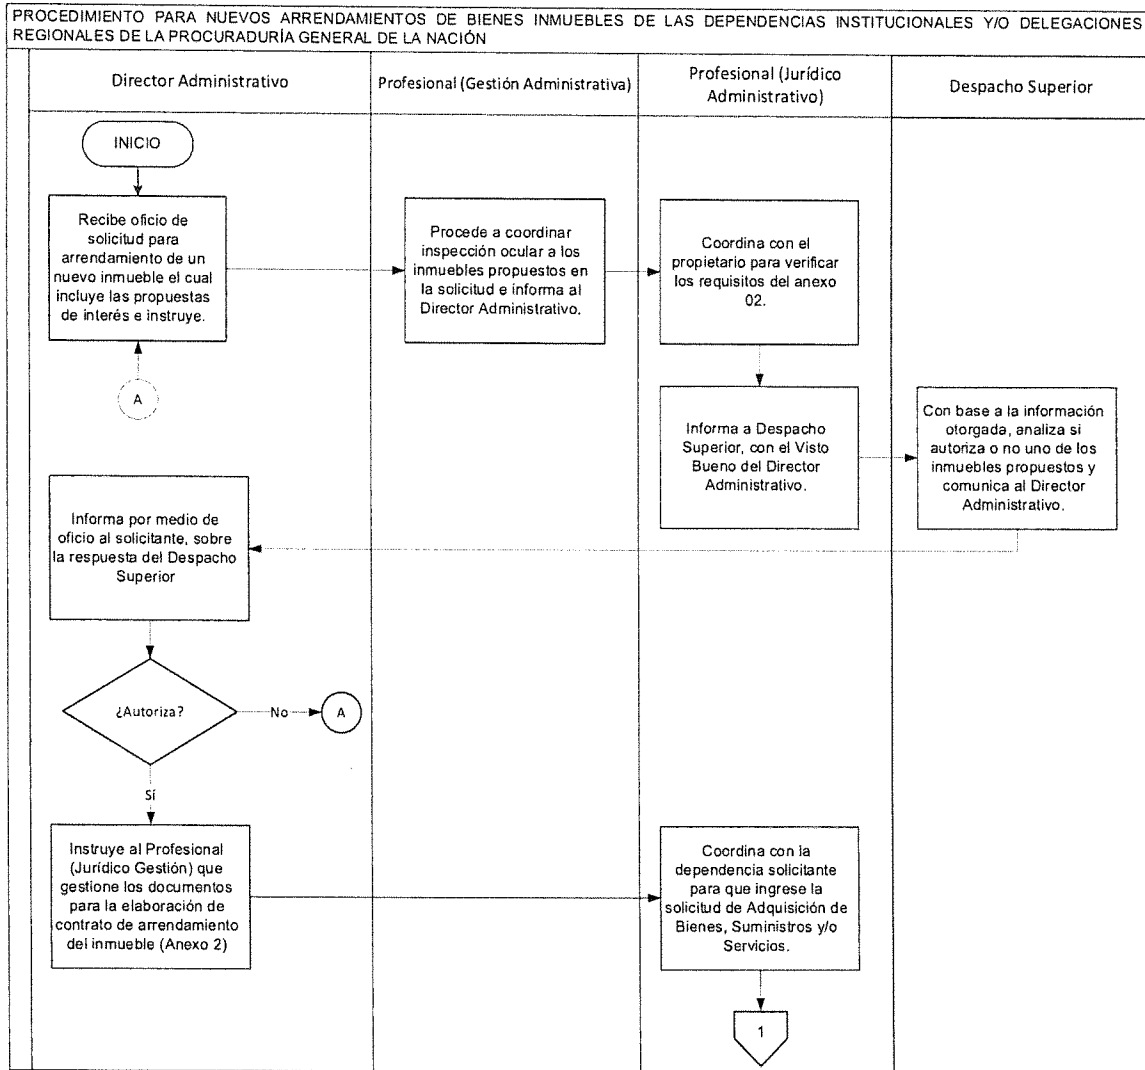 PROCEDIMIENTO PARA NUEVOS ARRENDAMIENTOS DE BIENES INMUEBLES DE LAS DEPENDENCIAS INSTITUCIONALES Y/O DELEGACIONES
REGIONALES DE LA PROCURADURÍA GENERAL DE LA NACIÓN
Director Administrativo
Profesional (Gestión Administrativa)
Profesional (Jurídico
Administrativo)
Despacho Superior
INICIO
Recibe oficio de
solicitud para
arrendamiento de un
nuevo inmueble el cual
incluye las propuestas
de interés e instruye.
Procede a coordinar
inspección ocular a los
inmuebles propuestos en
la solicitud e informa al
Director Administrativo.
Coordina con el
propietario para verificar
los requisitos del anexo
02.
A
Informa a Despacho
Superior, con el Visto
Bueno del Director
Administrativo.
Con base a la información
otorgada, analiza si
autoriza o no uno de los
inmuebles propuestos y
comunica al Director
Administrativo.
Informa por medio de
oficio al solicitante, sobre
la respuesta del Despacho
Superior
¿Autoriza?
No
A
Sí
Instruye al Profesional
(Jurídico Gestión) que
gestione los documentos
para la elaboración de
contrato de arrendamiento
del inmueble (Anexo 2)
Coordina con la
dependencia solicitante
para que ingrese la
solicitud de Adquisición de
Bienes, Suministros y/o
Servicios.
1